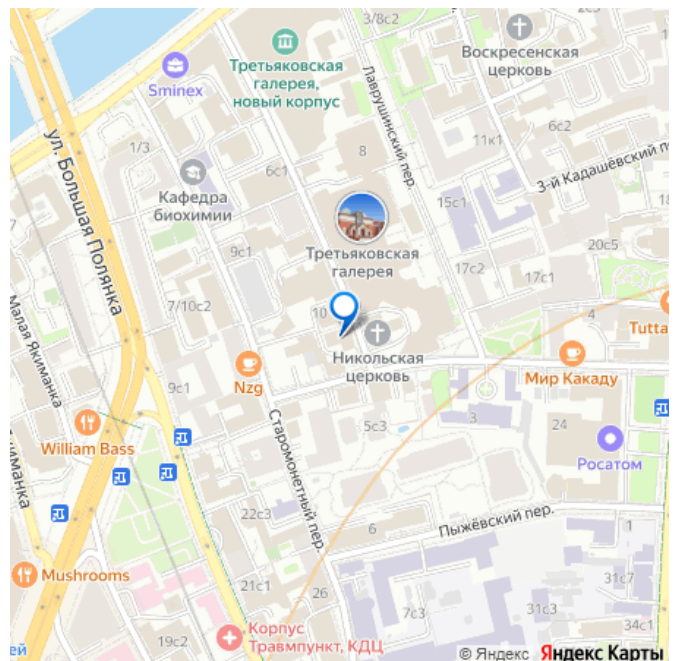 3/8с2
Третьяковская
галерея,
новый корпус
Воскресенская
церковь
Sminex
ул. Большая Полянка
Лаврушинский пер.
1/3
6с1
8
11к1
6с2
3-й Кадашёвский п
Кафедра
биохимии
15с1
9с1
Третьяковская
галерея
17с2
17с1
20с5
Малая Якиманка
7/10с2
10
4
Tutta
Никольская
церковь
Мир Какаду
Nzg
9с1
Старомонетный пер.
3
5с3
24
Росатом
William Bass
Якиманка
22с3
6
Пыжёвский пер.
1
Mushrooms
21с1
26
7с3
31с3
31с7
34с1
19с2
Корпус
Травмпункт, КДЦ
ей
© Яндекс Яндекс Карты